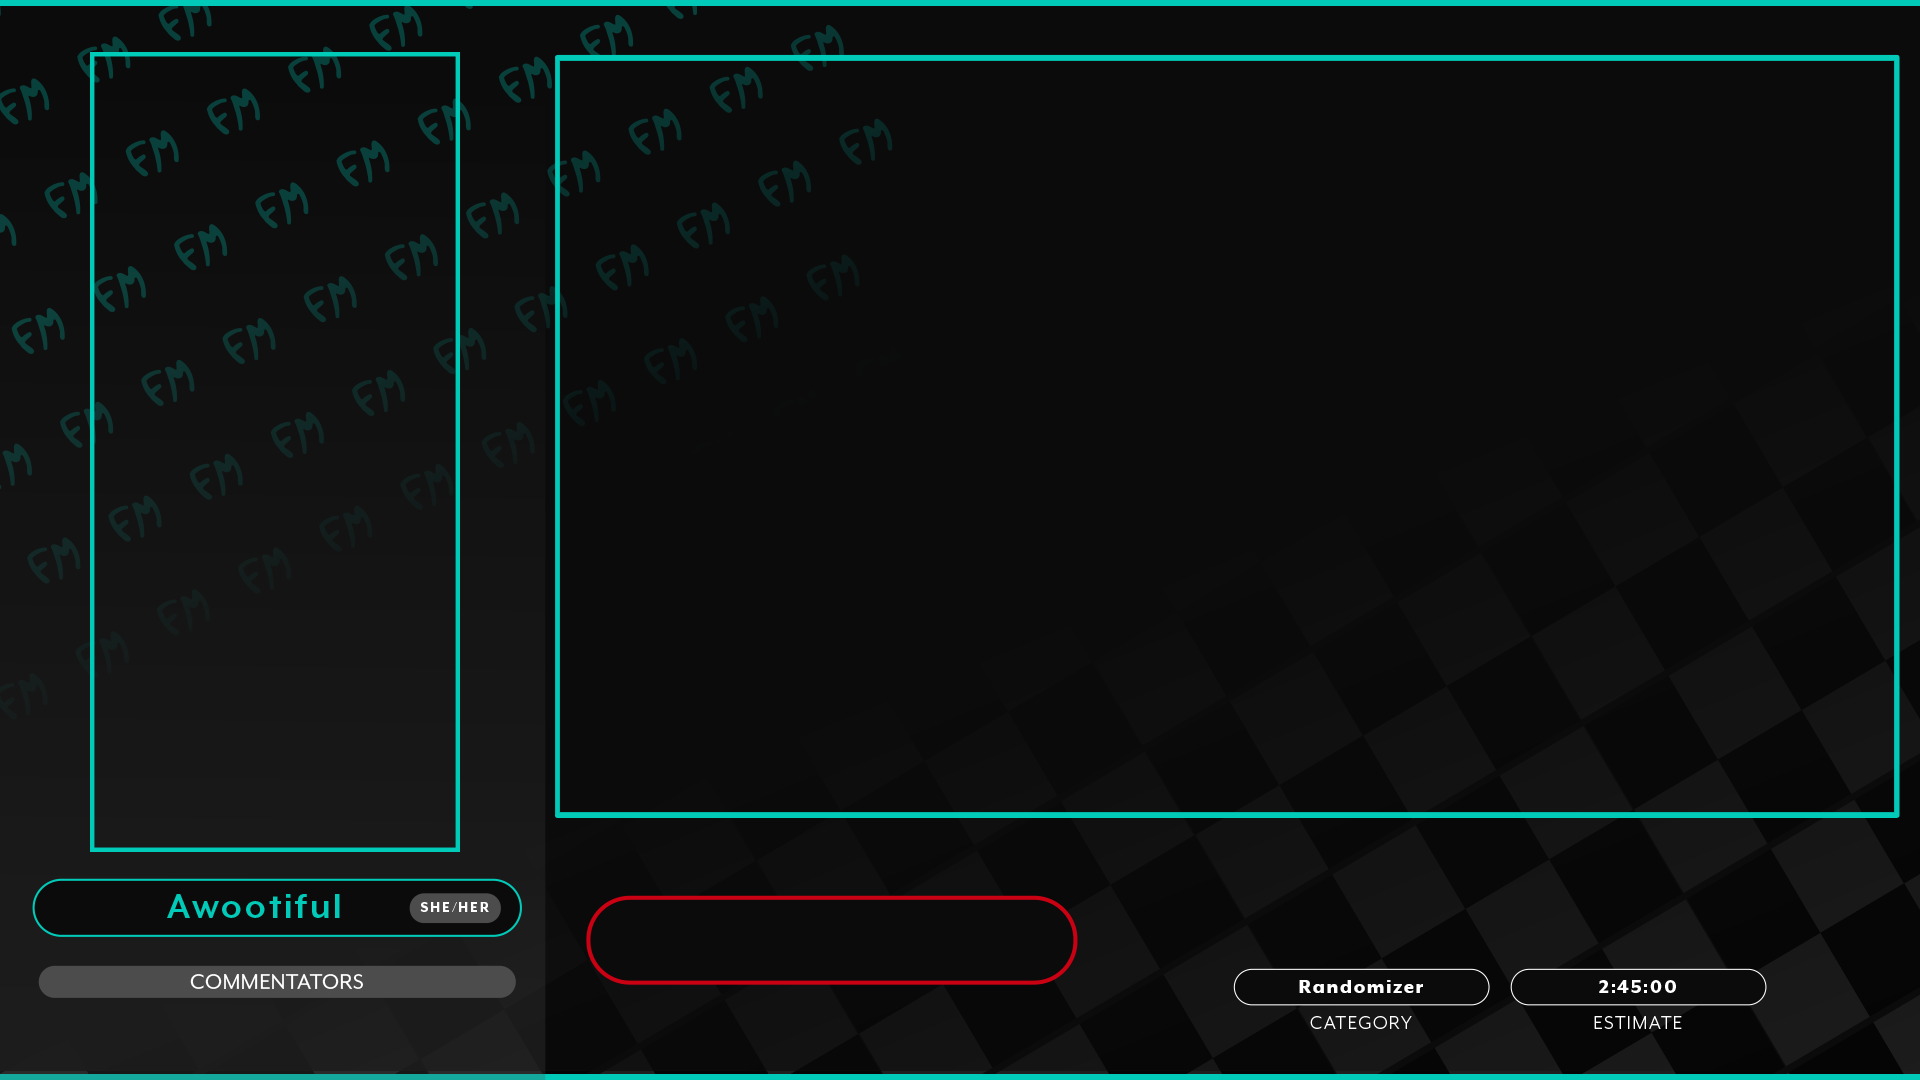 Awootiful
SHE/HER
COMMENTATORS
Randomizer
2:45:00
CATEGORY
ESTIMATE